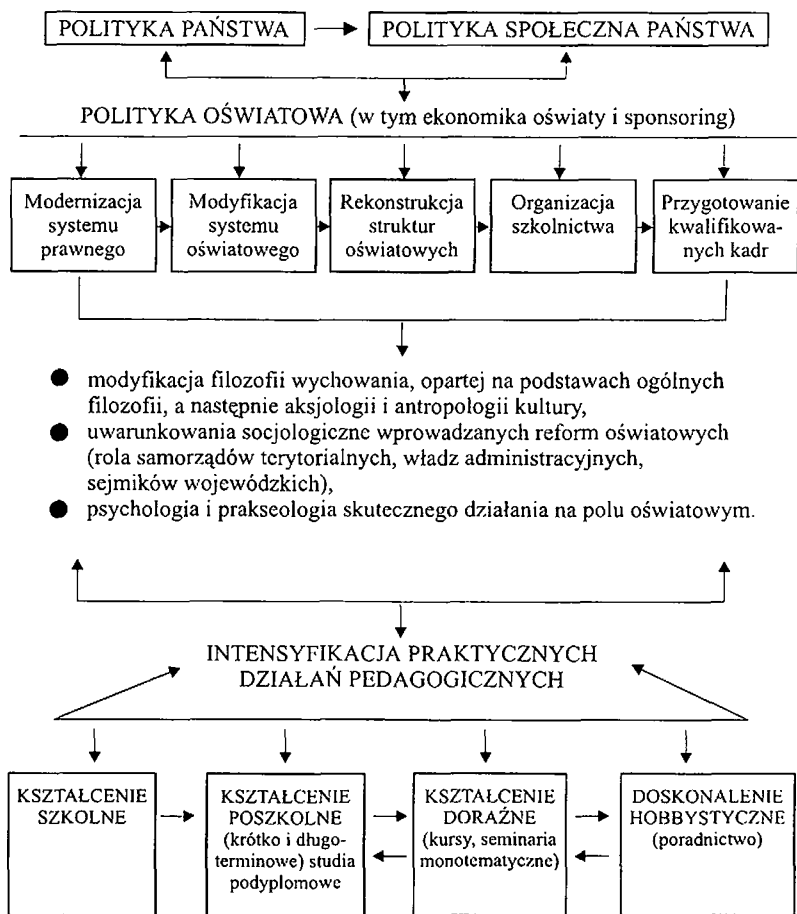 POLITYKA PAŃSTWA
POLITYKA SPOŁECZNA PAŃSTWA
POLITYKA OŚWIATOWA (w tym ekonomika oświaty i sponsoring)
Modernizacja
systemu
prawnego
Modyfikacja
systemu
oświatowego
Rekonstrukcja
struktur
oświatowych
Organizacja
szkolnictwa
Przygotowanie
kwalifikowa-
nych kadr
● modyfikacja filozofii wychowania, opartej na podstawach ogólnych
filozofii, a następnie aksjologii i antropologii kultury,
● uwarunkowania socjologiczne wprowadzanych reform oświatowych
(rola samorządów terytorialnych, władz administracyjnych,
sejmików wojewódzkich),
● psychologia i prakseologia skutecznego działania na polu oświatowym.
INTENSYFIKACJA PRAKTYCZNYCH
DZIAŁAŃ PEDAGOGICZNYCH
KSZTAŁCENIE
SZKOLNE
KSZTAŁCENIE
POSZKOLNE
(krótko i długo-
terminowe) studia
podyplomowe
KSZTAŁCENIE
DORAŹNE
(kursy, seminaria
monotematyczne)
DOSKONALENIE
HOBBYSTYCZNE
(poradnictwo)